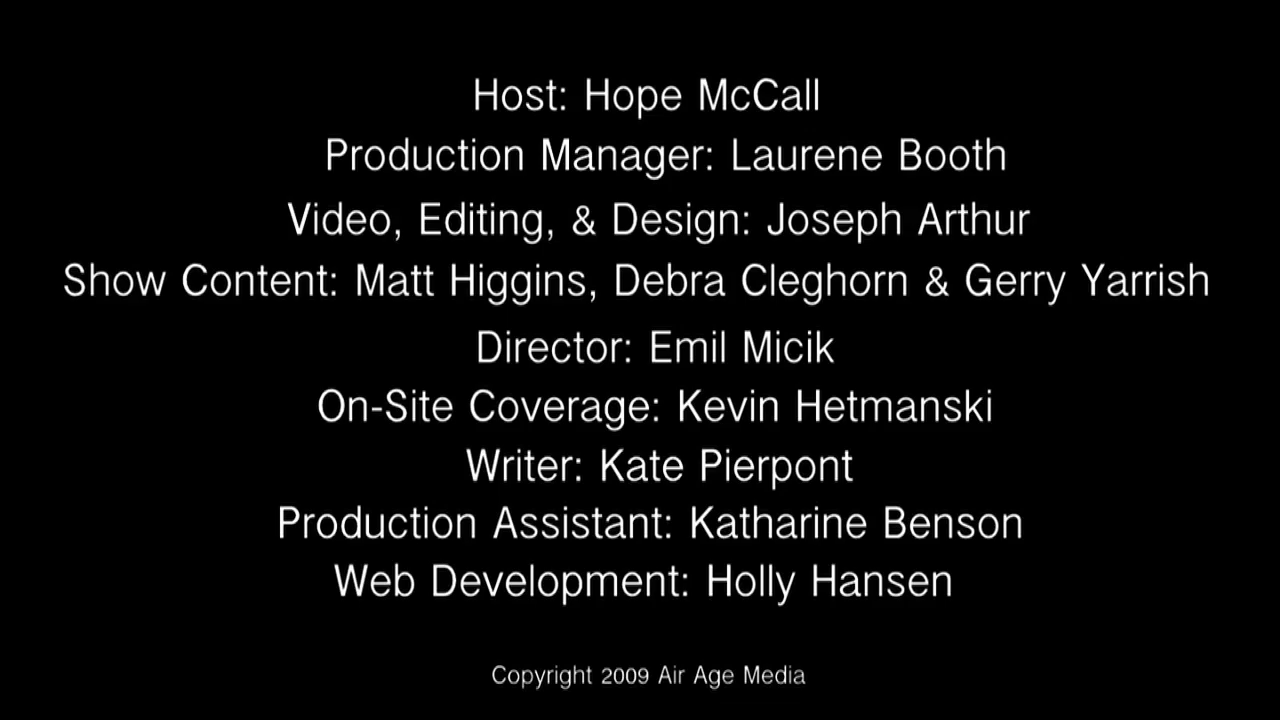 Host: Hope McCall
Production Manager: Laurene Booth
Video, Editing, & Design: Joseph Arthur
Show Content: Matt Higgins, Debra Cleghorn & Gerry Yarrish
Director: Emil Micik
On-Site Coverage: Kevin Hetmanski
Writer: Kate Pierpont
Production Assistant: Katharine Benson
Web Development: Holly Hansen
Copyright 2009 Air Age Media